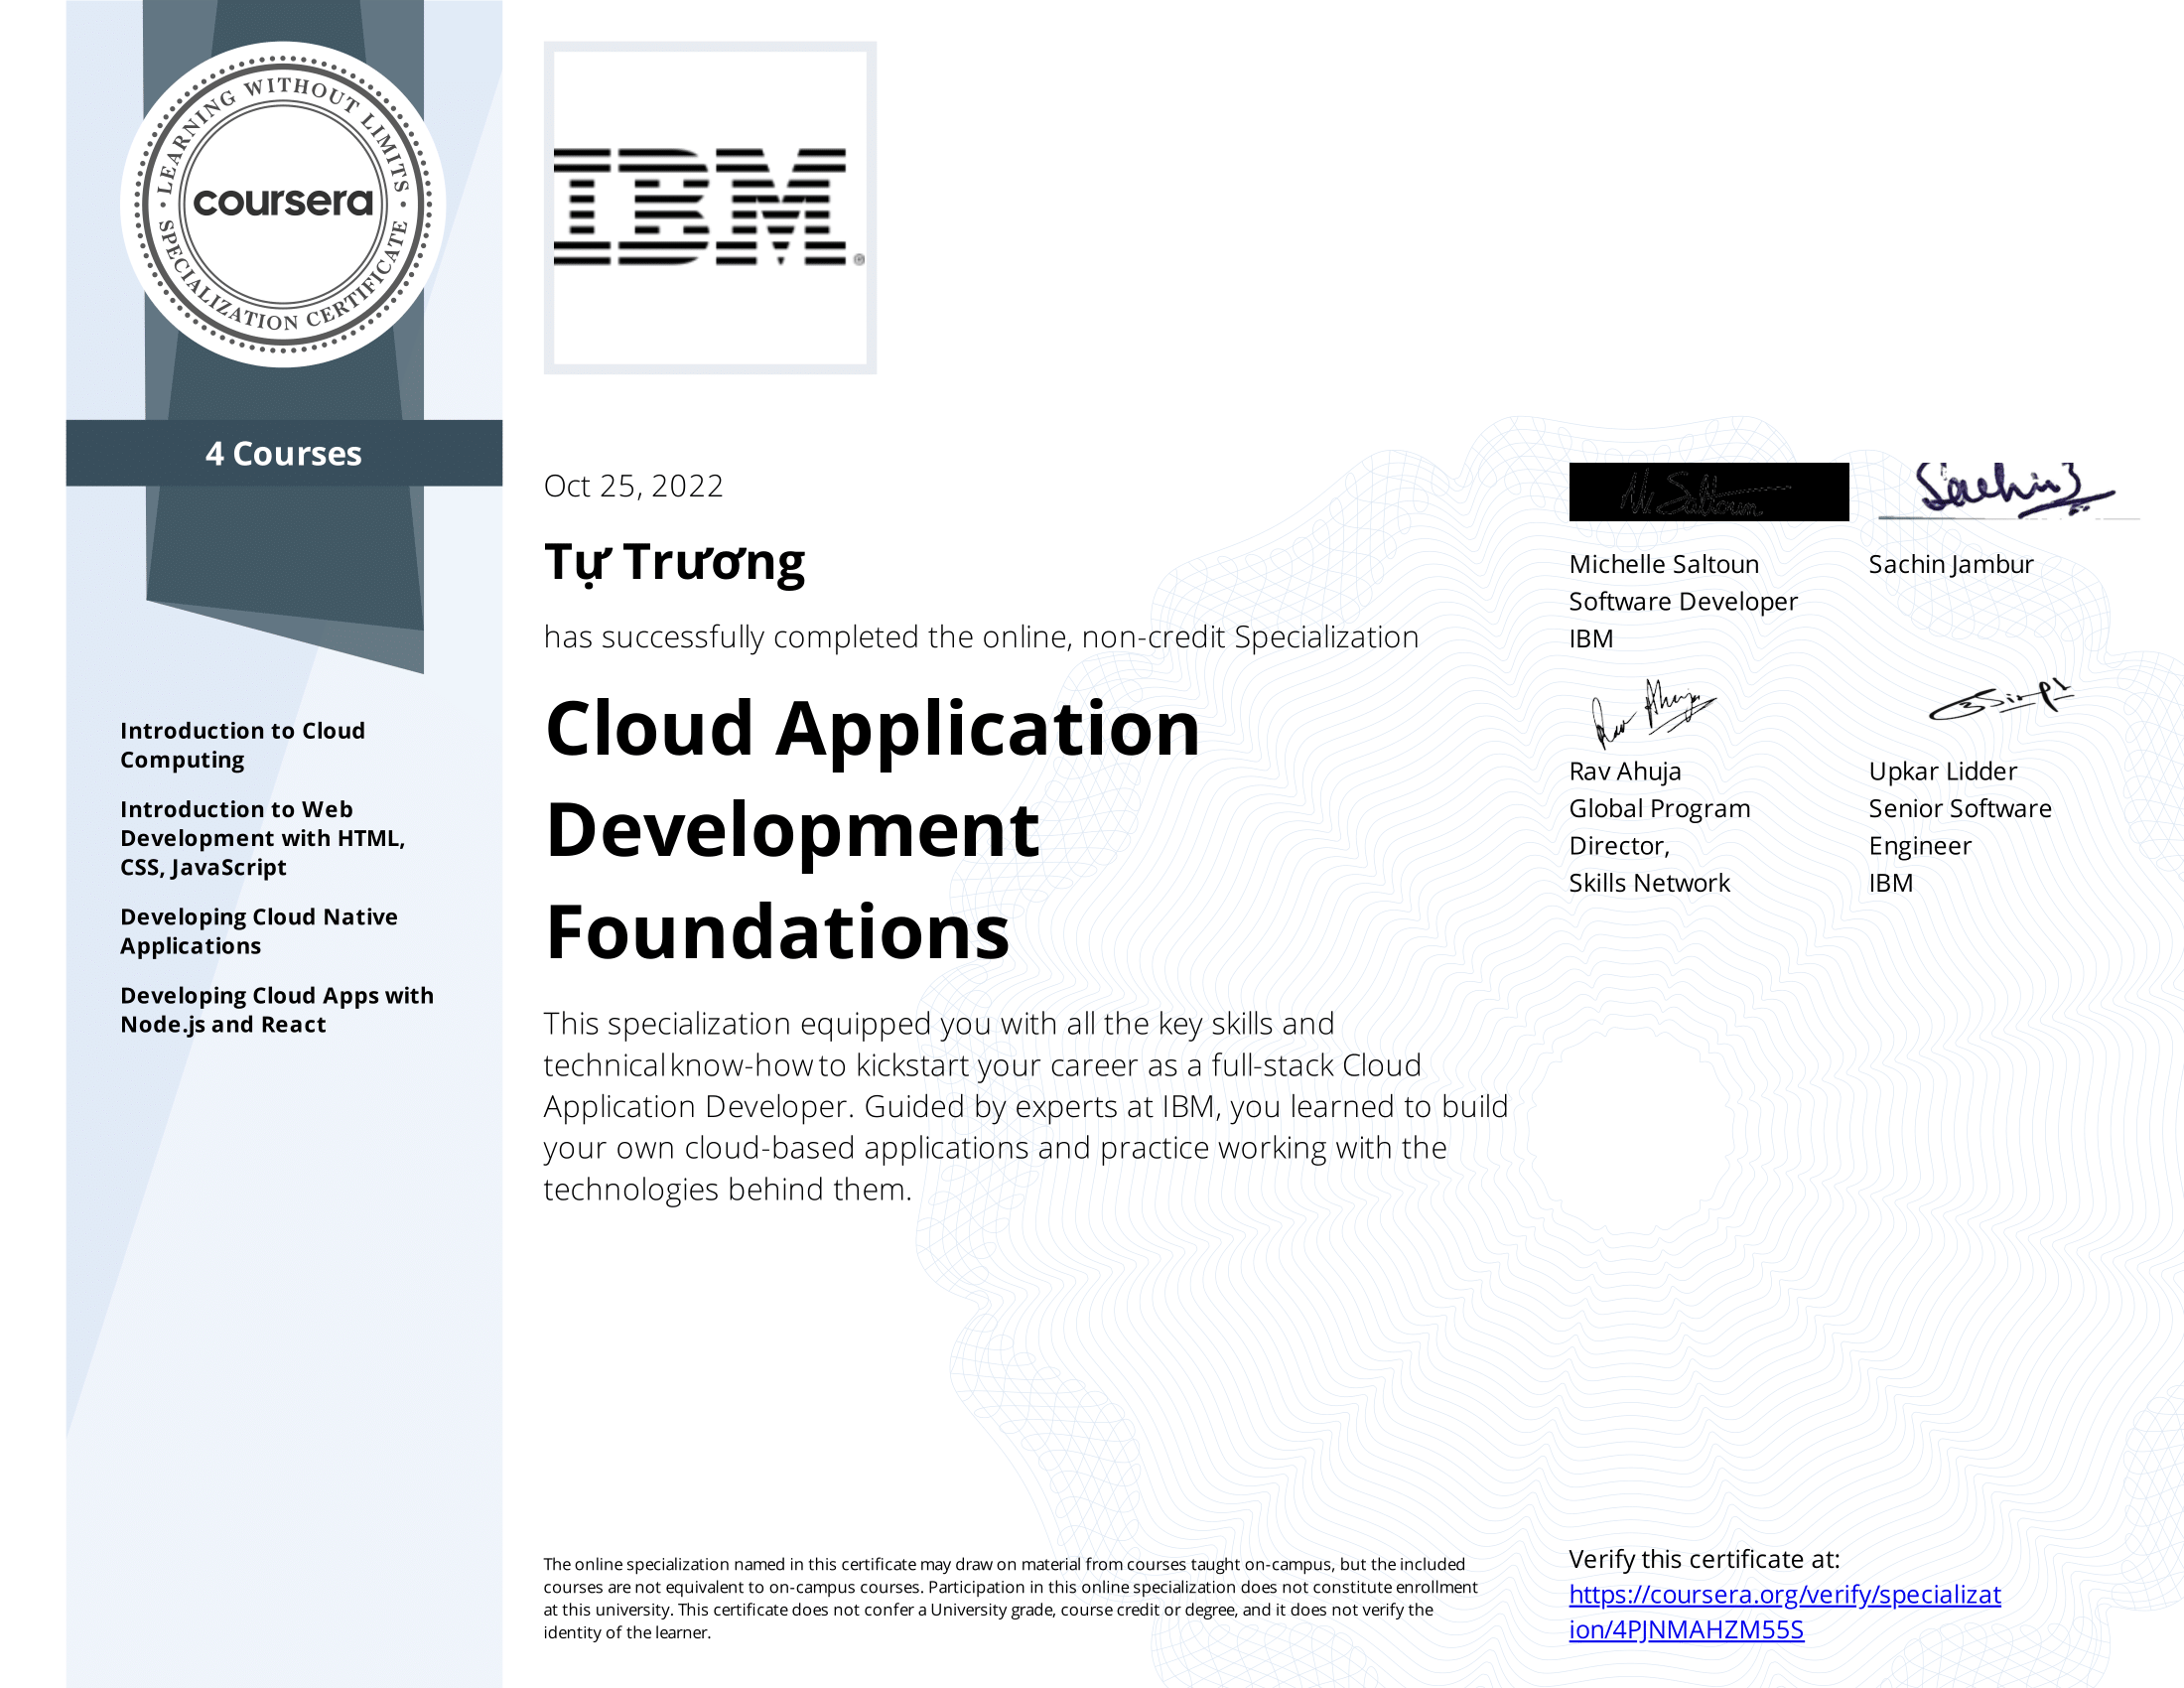 LEARNING WITHOUT LIMITS
coursera
SPECIALIZATION CERTIFICATE
4 Courses
Introduction to Cloud
Computing
Introduction to Web
Development with HTML,
CSS, JavaScript
Developing Cloud Native
Applications
Developing Cloud Apps with
Node.js and React
IBM®
Oct 25, 2022
Tự Trương
has successfully completed the online, non-credit Specialization
Cloud Application
Development
Foundations
This specialization equipped you with all the key skills and
technical know-how to kickstart your career as a full-stack Cloud
Application Developer. Guided by experts at IBM, you learned to build
your own cloud-based applications and practice working with the
technologies behind them.
M. Saltoun
Michelle Saltoun
Software Developer
IBM
Sachin J
Sachin Jambur
Rav Ahuja
Rav Ahuja
Global Program
Director,
Skills Network
Upkar Lidder
Senior Software
Engineer
IBM
The online specialization named in this certificate may draw on material from courses taught on-campus, but the included
courses are not equivalent to on-campus courses. Participation in this online specialization does not constitute enrollment
at this university. This certificate does not confer a University grade, course credit or degree, and it does not verify the
identity of the learner.
Verify this certificate at:
https://coursera.org/verify/specializat
ion/4PJNMAHZM55S